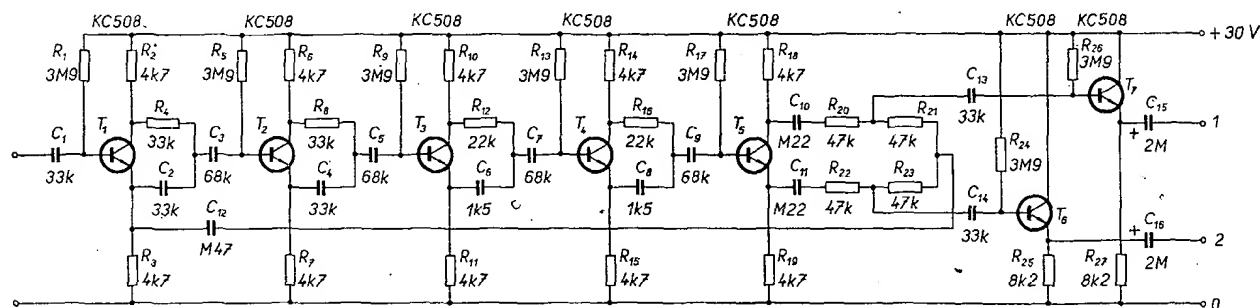 KC508 KC508 KC508 KC508 KC508 KC508 KC508
+30V
R1 3M9
R2 4k7
R5 3M9
R6 4k7
R9 3M9
R10 4k7
R13 3M9
R14 4k7
R17 3M9
R18 4k7
R26 3M9
C1 33k
T1
R4 33k
C2 33k
C3 68k
T2
R8 33k
C4 33k
C5 68k
T3
R12 22k
C6 1k5
C7 68k
T4
R16 22k
C8 1k5
C9 68k
T5
C10 M22
R20 47k
R21 47k
C11 M22
R22 47k
R23 47k
C13 33k
T7
C15 + 2M
1
R24 3M9
C14 33k
T6
C16 + 2M
2
C12 M47
R3 4k7
R7 4k7
R11 4k7
R15 4k7
R19 4k7
R25 8k2
R27 8k2
0